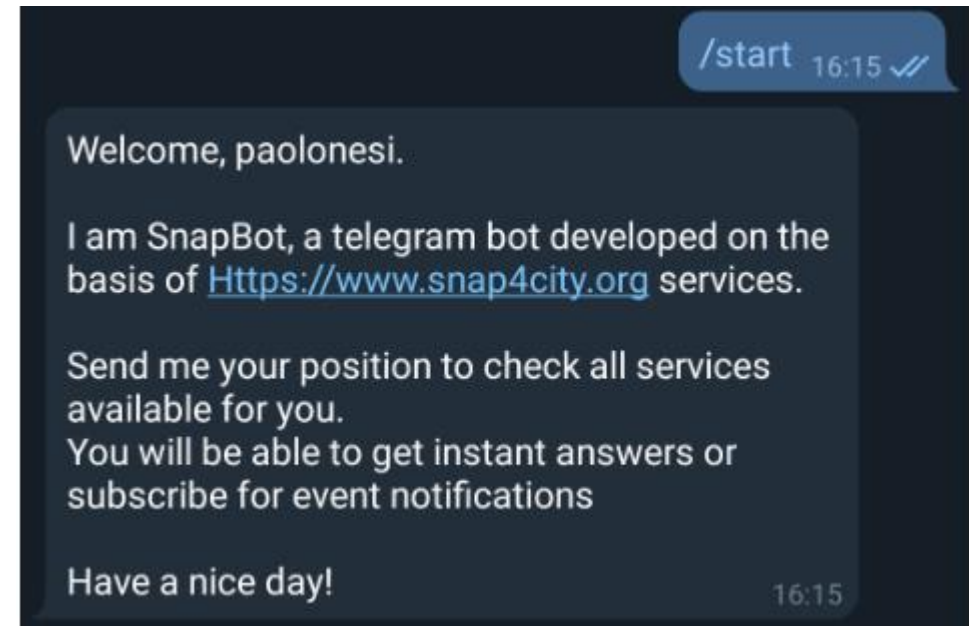 /start 16:15
Welcome, paolonesi.
I am SnapBot, a telegram bot developed on the
basis of Https://www.snap4city.org services.
Send me your position to check all services
available for you.
You will be able to get instant answers or
subscribe for event notifications
Have a nice day!
16:15